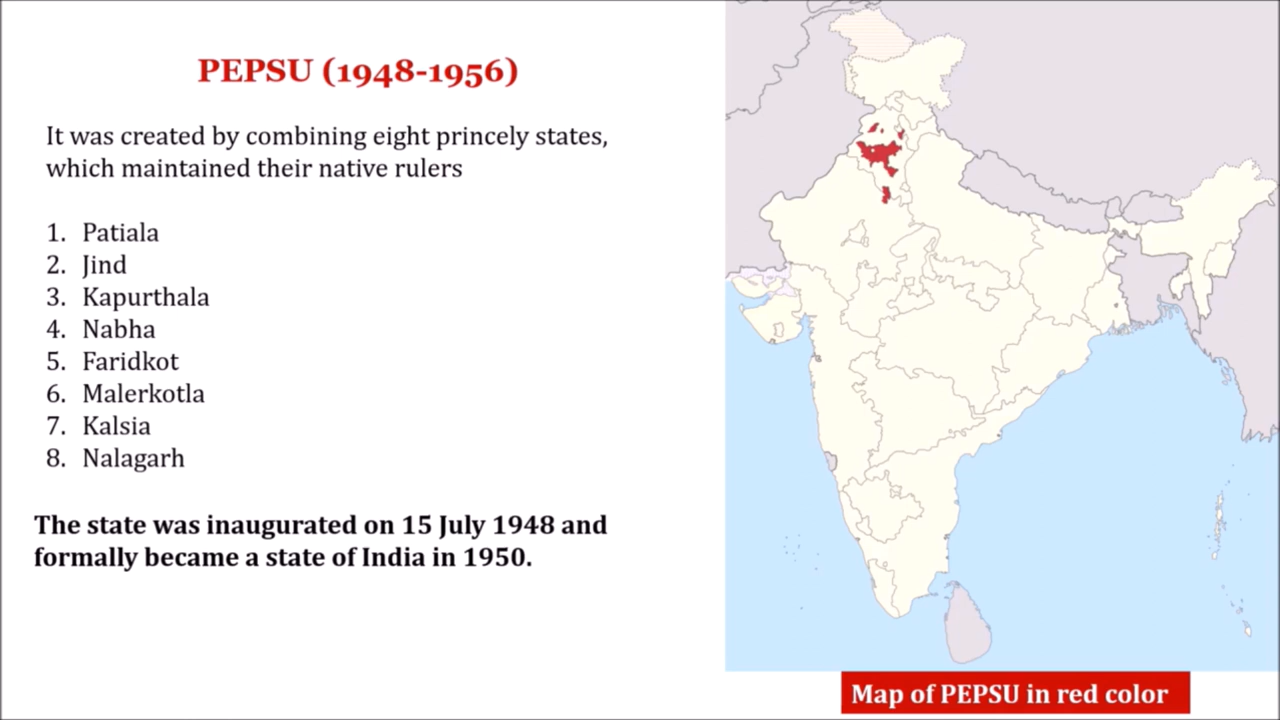 PEPSU (1948-1956)
It was created by combining eight princely states,
which maintained their native rulers
1. Patiala
2. Jind
3. Kapurthala
4. Nabha
5. Faridkot
6. Malerkotla
7. Kalsia
8. Nalagarh
The state was inaugurated on 15 July 1948 and
formally became a state of India in 1950.
Map of PEPSU in red color